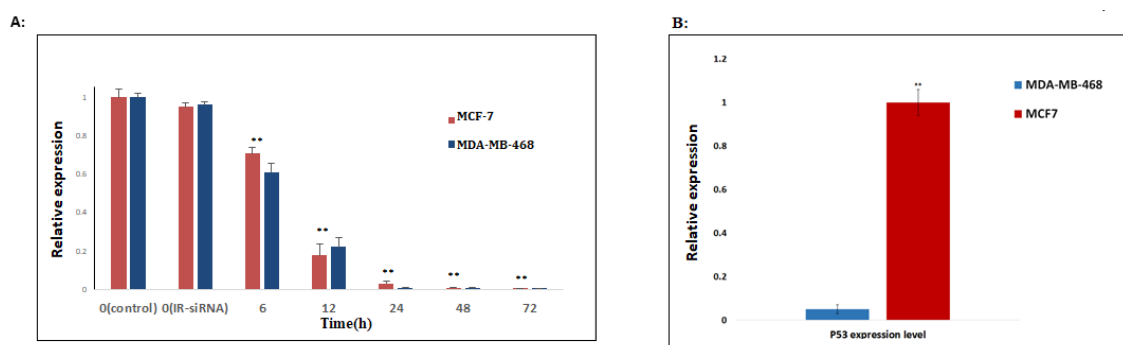 A:
Relative expression
1
0.8
0.6
0.4
0.2
0
**
**
**
**
**
MCF-7
MDA-MB-468
0(control) 0(IR-siRNA) 6 12 24 48 72
Time(h)
B:
Relative expression
1.2
1
0.8
0.6
0.4
0.2
0
**
MDA-MB-468
MCF7
P53 expression level